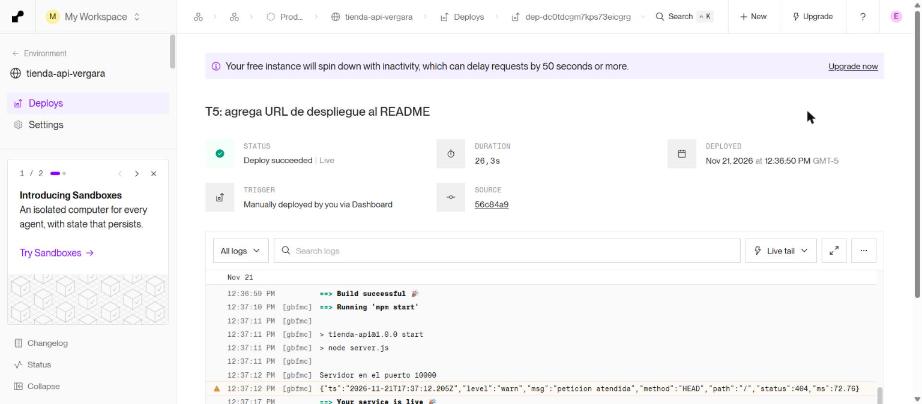 M My Workspace
Prod...
tienda-api-vergara
Deploys
dep-dc0tdcgm7kps73eicgrg
Search ⌃ K
+ New
Upgrade
?
E
← Environment
tienda-api-vergara
Deploys
Settings
1 / 2
Introducing Sandboxes
An isolated computer for every
agent, with state that persists.
Try Sandboxes →
Changelog
Status
Collapse
Your free instance will spin down with inactivity, which can delay requests by 50 seconds or more.
Upgrade now
T5: agrega URL de despliegue al README
STATUS
Deploy succeeded | Live
DURATION
26,3s
DEPLOYED
Nov 21, 2026 at 12:36:50 PM GMT-5
TRIGGER
Manually deployed by you via Dashboard
SOURCE
56c84a9
All logs
Search logs
Live tail
...
Nov 21
12:36:59 PM ==> Build successful 🎉
12:37:10 PM [gbfmc] ==> Running 'npm start'
12:37:11 PM [gbfmc]
12:37:11 PM [gbfmc] > tienda-api@1.0.0 start
12:37:11 PM [gbfmc] > node server.js
12:37:11 PM [gbfmc]
12:37:12 PM [gbfmc] Servidor en el puerto 10000
12:37:12 PM [gbfmc] {"ts":"2026-11-21T17:37:12.205Z","level":"warn","msg":"peticion atendida","method":"HEAD","path":"/","status":404,"ms":72.76}
12:37:17 PM ==> Your service is live 🎉